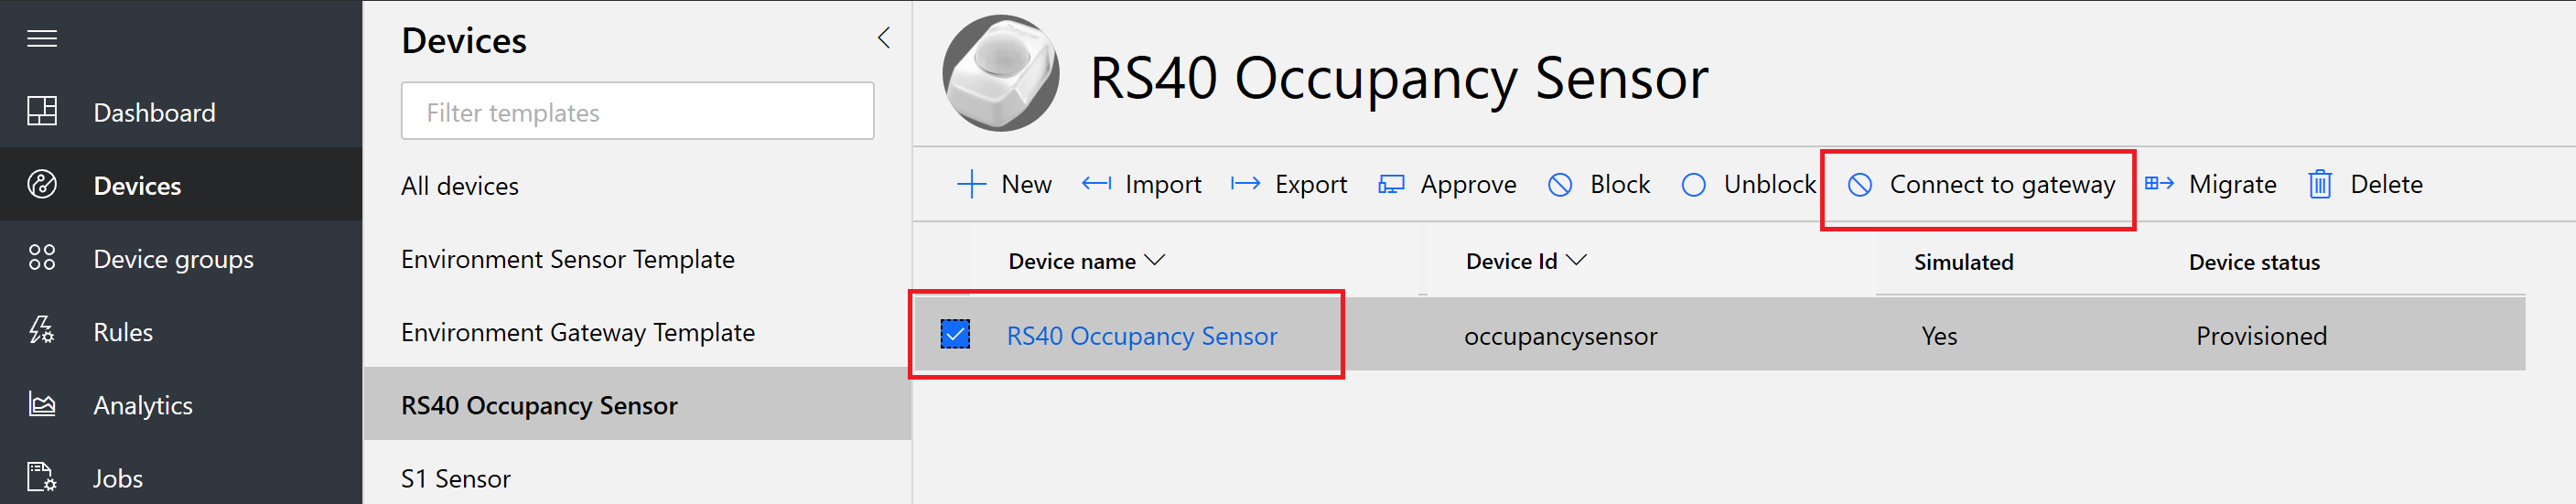 Dashboard
Devices
Device groups
Rules
Analytics
Jobs
Devices
Filter templates
All devices
Environment Sensor Template
Environment Gateway Template
RS40 Occupancy Sensor
S1 Sensor
RS40 Occupancy Sensor
New Import Export Approve Block Unblock Connect to gateway Migrate Delete
Device name Device Id Simulated Device status
RS40 Occupancy Sensor occupancysensor Yes Provisioned